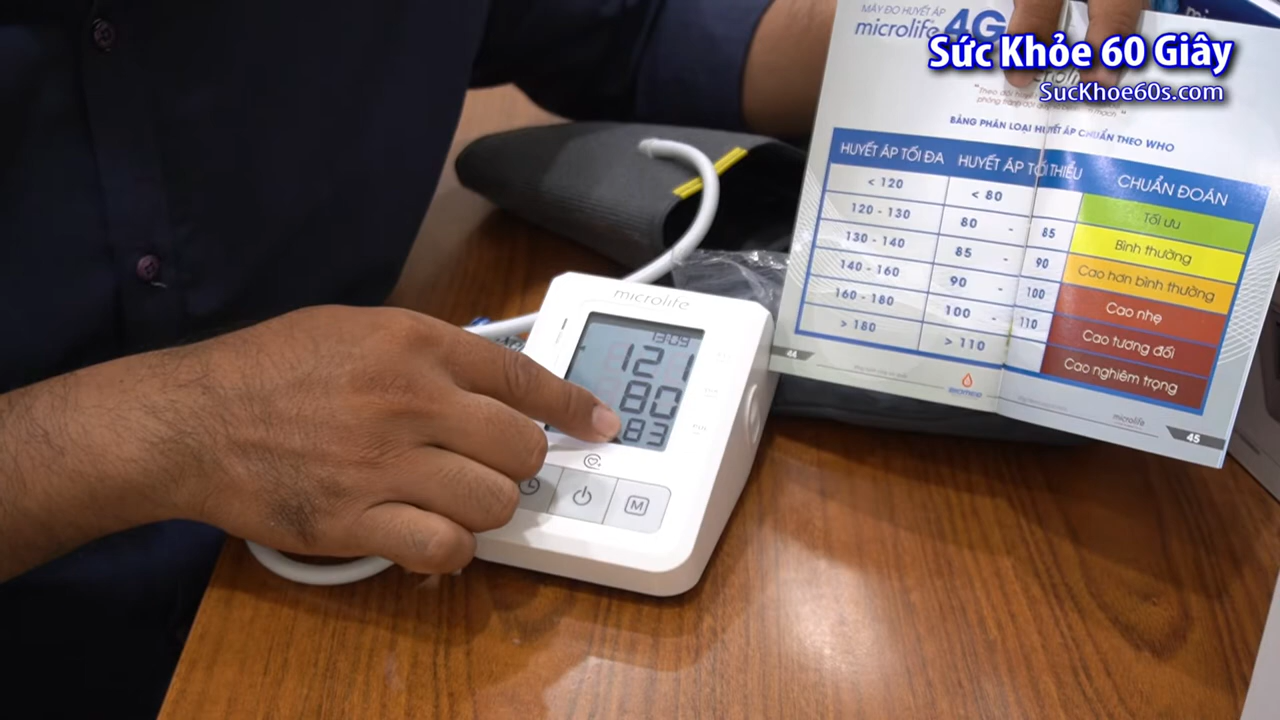 Sức Khỏe 60 Giây
SucKhoe60s.com
MÁY ĐO HUYẾT ÁP
microlife 4G
BẢNG PHÂN LOẠI HUYẾT ÁP CHUẨN THEO WHO
HUYẾT ÁP TỐI ĐA HUYẾT ÁP TỐI THIỂU CHUẨN ĐOÁN
< 120 < 80 Tối ưu
120 - 130 80 - 85 Bình thường
130 - 140 85 - 90 Cao hơn bình thường
140 - 160 90 - 100 Cao nhẹ
160 - 180 100 - 110 Cao tương đối
> 180 > 110 Cao nghiêm trọng
44
microlife
45
microlife
13:09
121
80
83
M